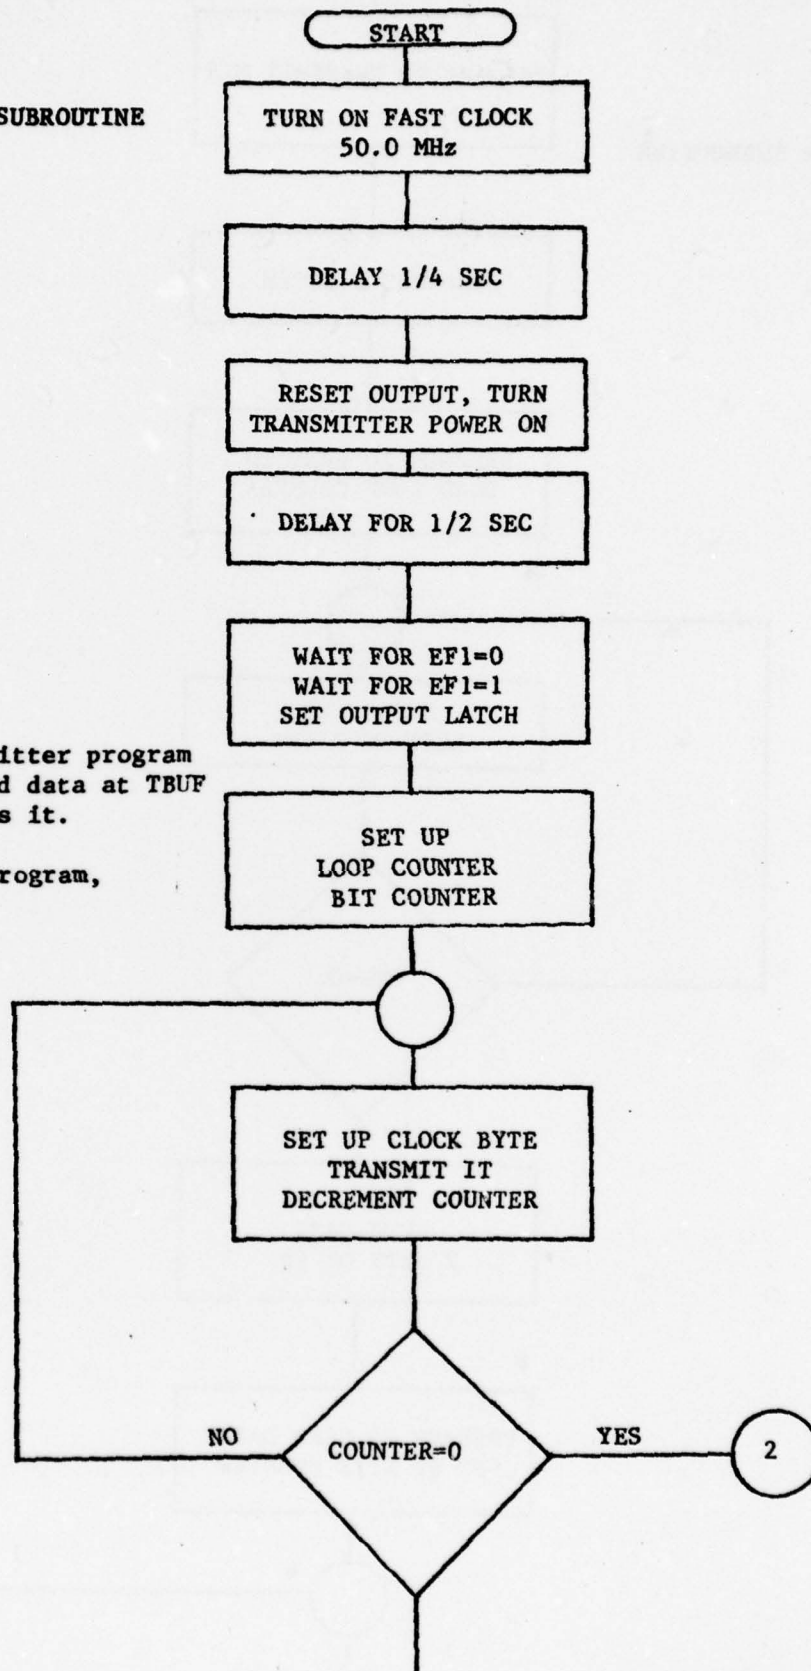 START
SUBROUTINE
TURN ON FAST CLOCK
50.0 MHz
DELAY 1/4 SEC
RESET OUTPUT, TURN
TRANSMITTER POWER ON
DELAY FOR 1/2 SEC
WAIT FOR EF1=0
WAIT FOR EF1=1
SET OUTPUT LATCH
itter program
d data at TBUF
s it.
rogram,
SET UP
LOOP COUNTER
BIT COUNTER
SET UP CLOCK BYTE
TRANSMIT IT
DECREMENT COUNTER
NO
COUNTER=0
YES
2